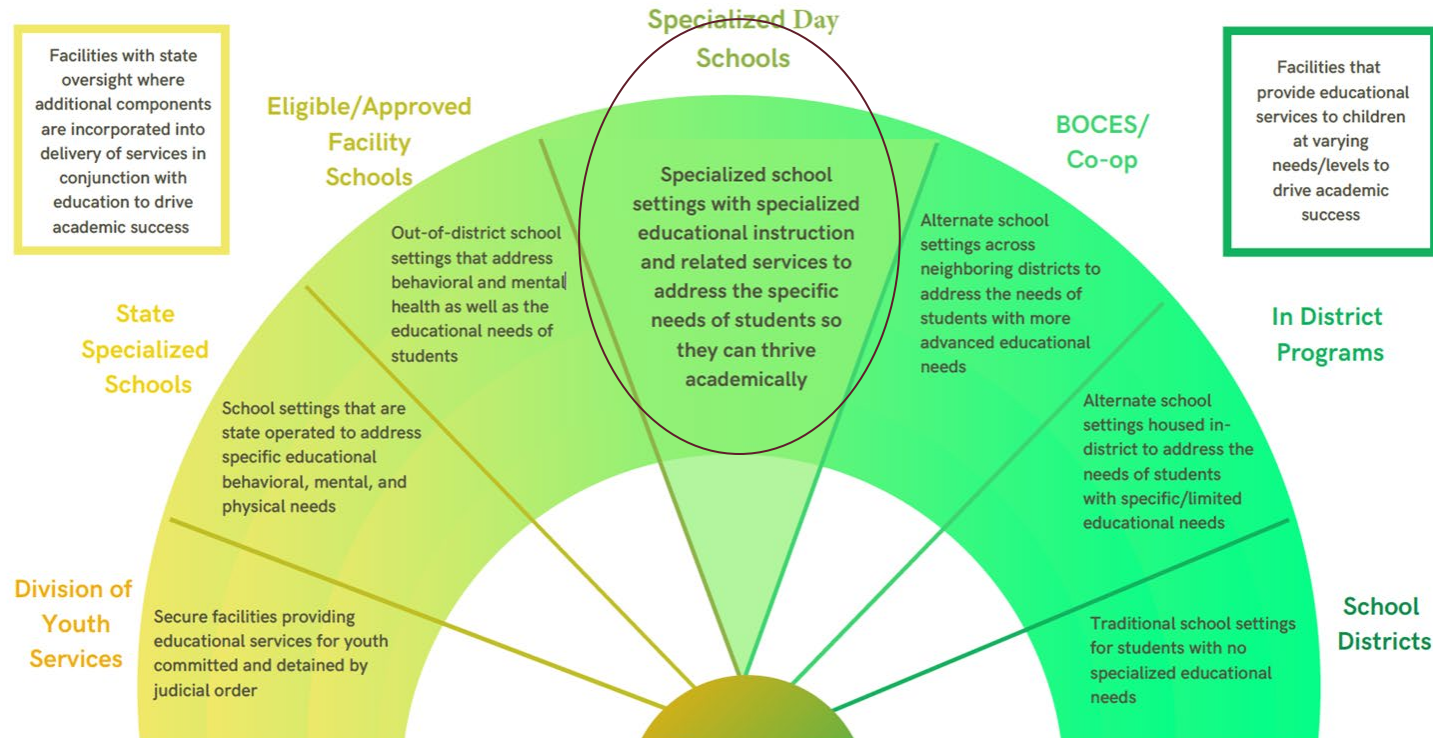 Facilities with state
oversight where
additional components
are incorporated into
delivery of services in
conjunction with
education to drive
academic success
Eligible/Approved
Facility
Schools
Specialized Day
Schools
BOCES/
Co-op
Facilities that
provide educational
services to children
at varying
needs/levels to
drive academic
success
State
Specialized
Schools
Out-of-district school
settings that address
behavioral and mental
health as well as the
educational needs of
students
Specialized school
settings with specialized
educational instruction
and related services to
address the specific
needs of students so
they can thrive
academically
Alternate school
settings across
neighboring districts to
address the needs of
students with more
advanced educational
needs
In District
Programs
School settings that are
state operated to address
specific educational
behavioral, mental, and
physical needs
Alternate school
settings housed in-
district to address the
needs of students
with specific/limited
educational needs
Division of
Youth
Services
Secure facilities providing
educational services for youth
committed and detained by
judicial order
Traditional school settings
for students with no
specialized educational
needs
School
Districts